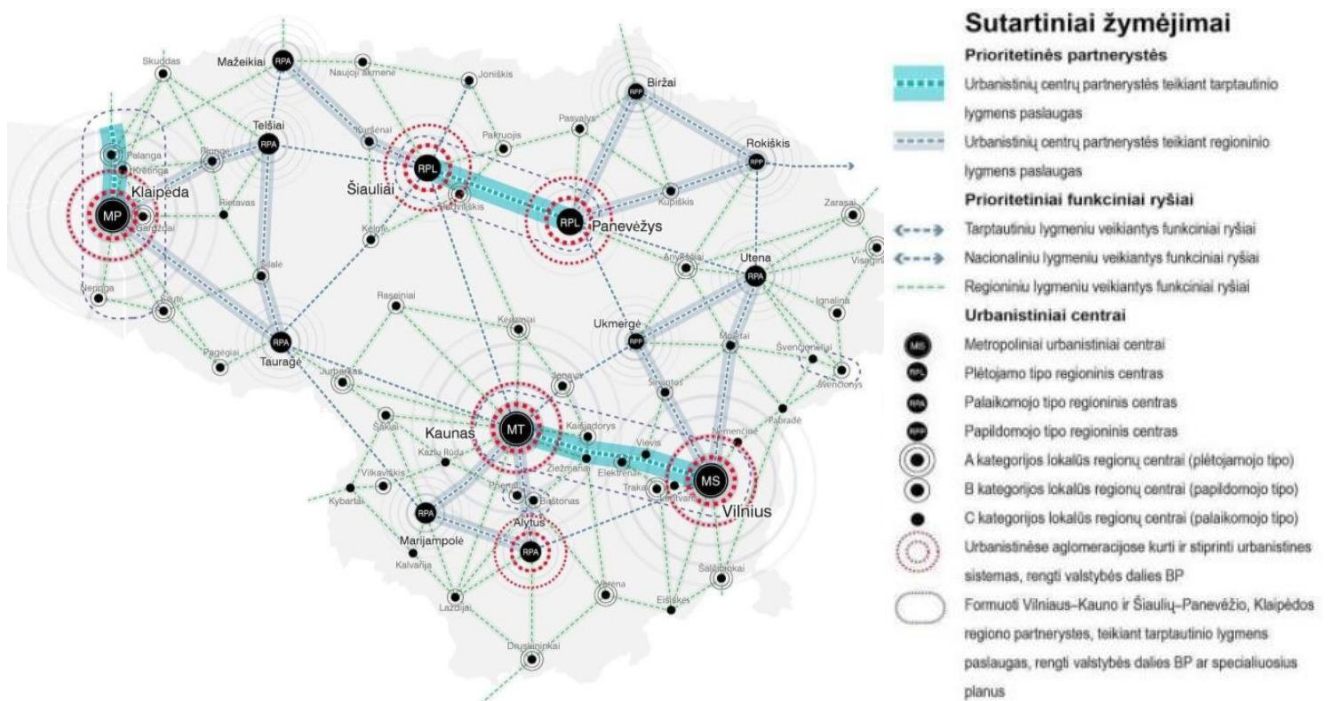 Skuodas
Mažeikiai
RPA
Naujoji akmenė
Joniškis
Biržai
RPP
Telšiai
RPA
Kuršėnai
Pakruojis
Pasvalys
Rokiškis
RPP
Palanga
Kretinga
Plungė
Šiauliai
RPL
Radviliškis
Kupiškis
Klaipėda
MP
Gargždai
Rietavas
Kelmė
RPL
Panevėžys
Zarasai
Anykščiai
Utena
RPA
Visaginas
Šilalė
Neringa
Šilutė
Raseiniai
Kėdainiai
Ukmergė
RPP
Molėtai
Ignalina
Pagėgiai
RPA
Tauragė
Jurbarkas
Jonava
Širvintos
Švenčionėliai
Švenčionys
Šakiai
Kaunas
MT
Kaišiadorys
Vievis
Nemenčinė
Pabradė
Kazlų Rūda
Vilkaviškis
Žiežmariai
Elektrėnai
Trakai
MS
Vilnius
Kybartai
Prienai
Birštonas
RPA
Marijampolė
Alytus
RPA
Kalvarija
Lazdijai
Varėna
Šalčininkai
Eišiškės
Druskininkai
Sutartiniai žymėjimai
Prioritetinės partnerystės
Urbanistinių centrų partnerystės teikiant tarptautinio
lygmens paslaugas
Urbanistinių centrų partnerystės teikiant regioninio
lygmens paslaugas
Prioritetiniai funkciniai ryšiai
Tarptautiniu lygmeniu veikiantys funkciniai ryšiai
Nacionaliniu lygmeniu veikiantys funkciniai ryšiai
Regioniniu lygmeniu veikiantys funkciniai ryšiai
Urbanistiniai centrai
MS Metropoliniai urbanistiniai centrai
RPL Plėtojamo tipo regioninis centras
RPA Palaikomojo tipo regioninis centras
RPP Papildomojo tipo regioninis centras
A kategorijos lokalūs regionų centrai (plėtojamojo tipo)
B kategorijos lokalūs regionų centrai (papildomojo tipo)
C kategorijos lokalūs regionų centrai (palaikomojo tipo)
Urbanistinėse aglomeracijose kurti ir stiprinti urbanistines
sistemas, rengti valstybės dalies BP
Formuoti Vilniaus–Kauno ir Šiaulių–Panevėžio, Klaipėdos
regiono partnerystes, teikiant tarptautinio lygmens
paslaugas, rengti valstybės dalies BP ar specialiuosius
planus